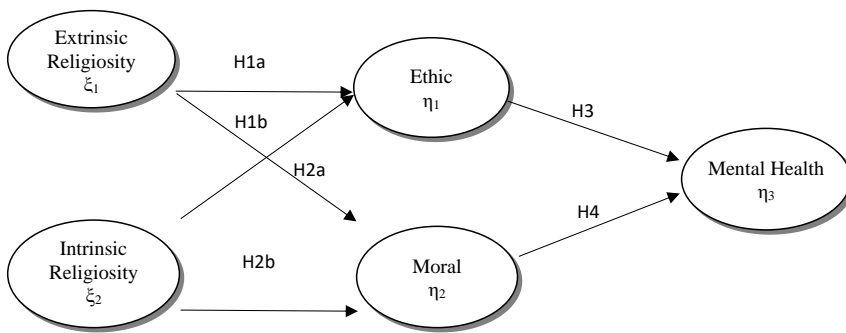 Extrinsic
Religiosity
ξ₁
H1a
Ethic
η₁
H1b
H2a
H3
Mental Health
η₃
H4
Intrinsic
Religiosity
ξ₂
H2b
Moral
η₂